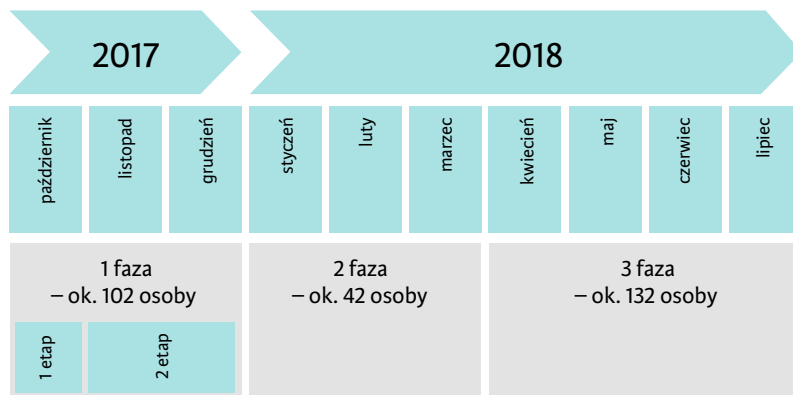 2017
2018
październik
listopad
grudzień
styczeń
luty
marzec
kwiecień
maj
czerwiec
lipiec
1 faza
– ok. 102 osoby
2 faza
– ok. 42 osoby
3 faza
– ok. 132 osoby
1 etap
2 etap